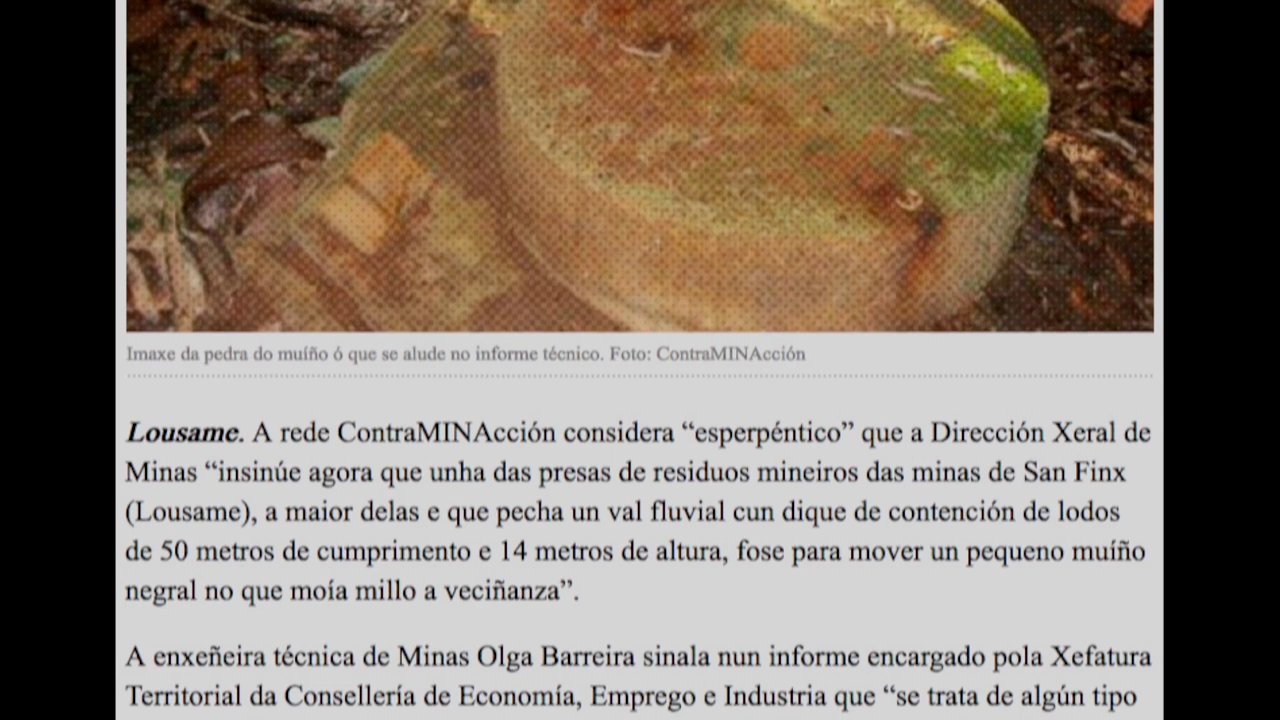 Imaxe da pedra do muíño ó que se alude no informe técnico. Foto: ContraMINAcción
Lousame. A rede ContraMINAcción considera “esperpéntico” que a Dirección Xeral de
Minas “insinúe agora que unha das presas de residuos mineiros das minas de San Finx
(Lousame), a maior delas e que pecha un val fluvial cun dique de contención de lodos
de 50 metros de cumprimento e 14 metros de altura, fose para mover un pequeno muíño
negral no que moía millo a veciñanza”.
A enxeñeira técnica de Minas Olga Barreira sinala nun informe encargado pola Xefatura
Territorial da Consellería de Economía, Emprego e Industria que “se trata de algún tipo